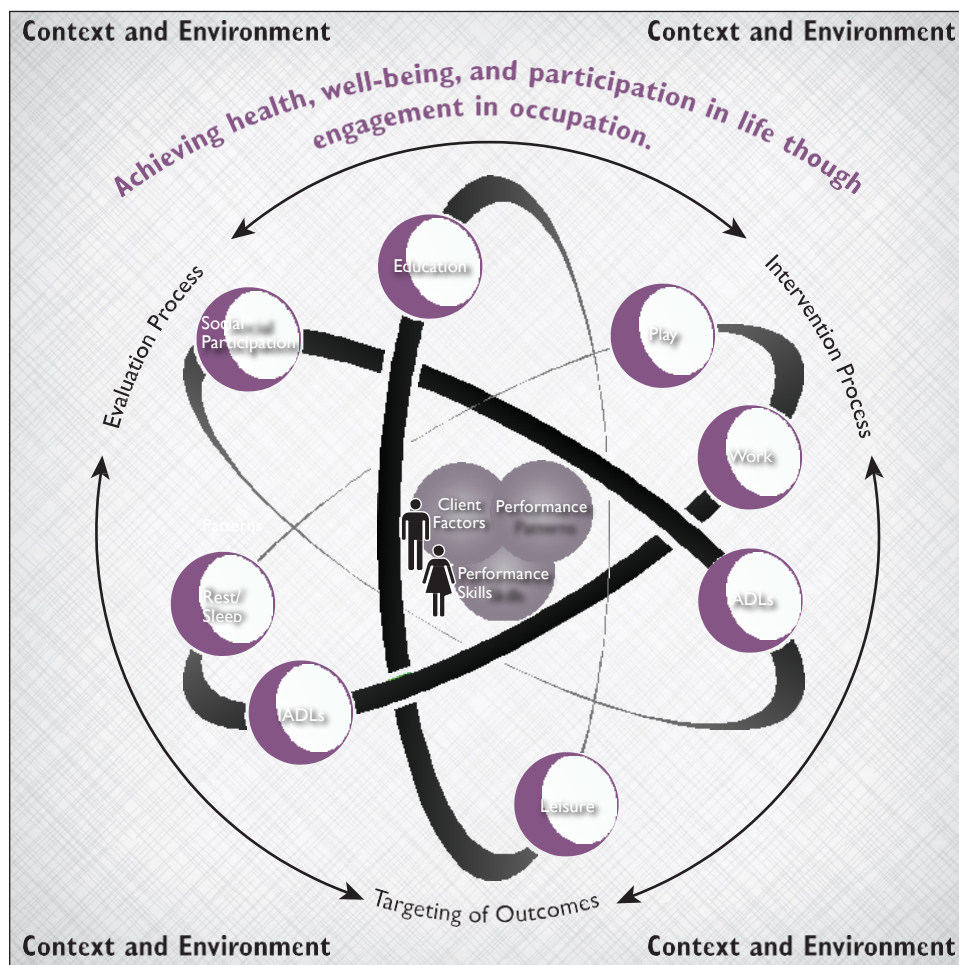 Context and Environment
Context and Environment
Achieving health, well-being, and participation in life though
engagement in occupation.
Evaluation Process
Intervention Process
Education
Social
Participation
Play
Work
Client
Factors
Performance
Patterns
Patterns
Performance
Skills
Skills
Rest/
Sleep
ADLs
IADLs
Leisure
Targeting of Outcomes
Context and Environment
Context and Environment